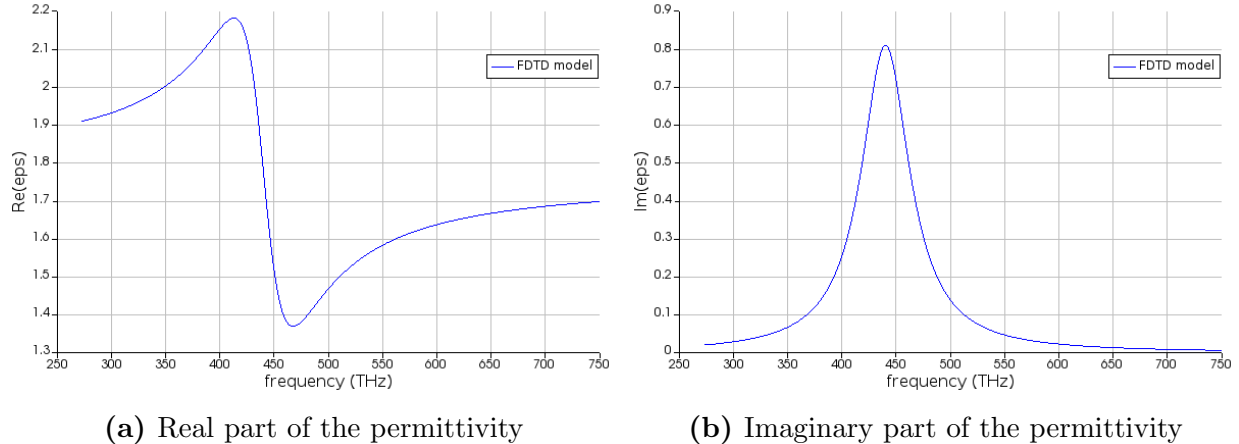 2.2
2.1
2
1.9
1.8
1.7
1.6
1.5
1.4
1.3
Re(eps)
FDTD model
250 300 350 400 450 500 550 600 650 700 750
frequency (THz)
(a) Real part of the permittivity
0.9
0.8
0.7
0.6
0.5
0.4
0.3
0.2
0.1
0
Im(eps)
FDTD model
250 300 350 400 450 500 550 600 650 700 750
frequency (THz)
(b) Imaginary part of the permittivity